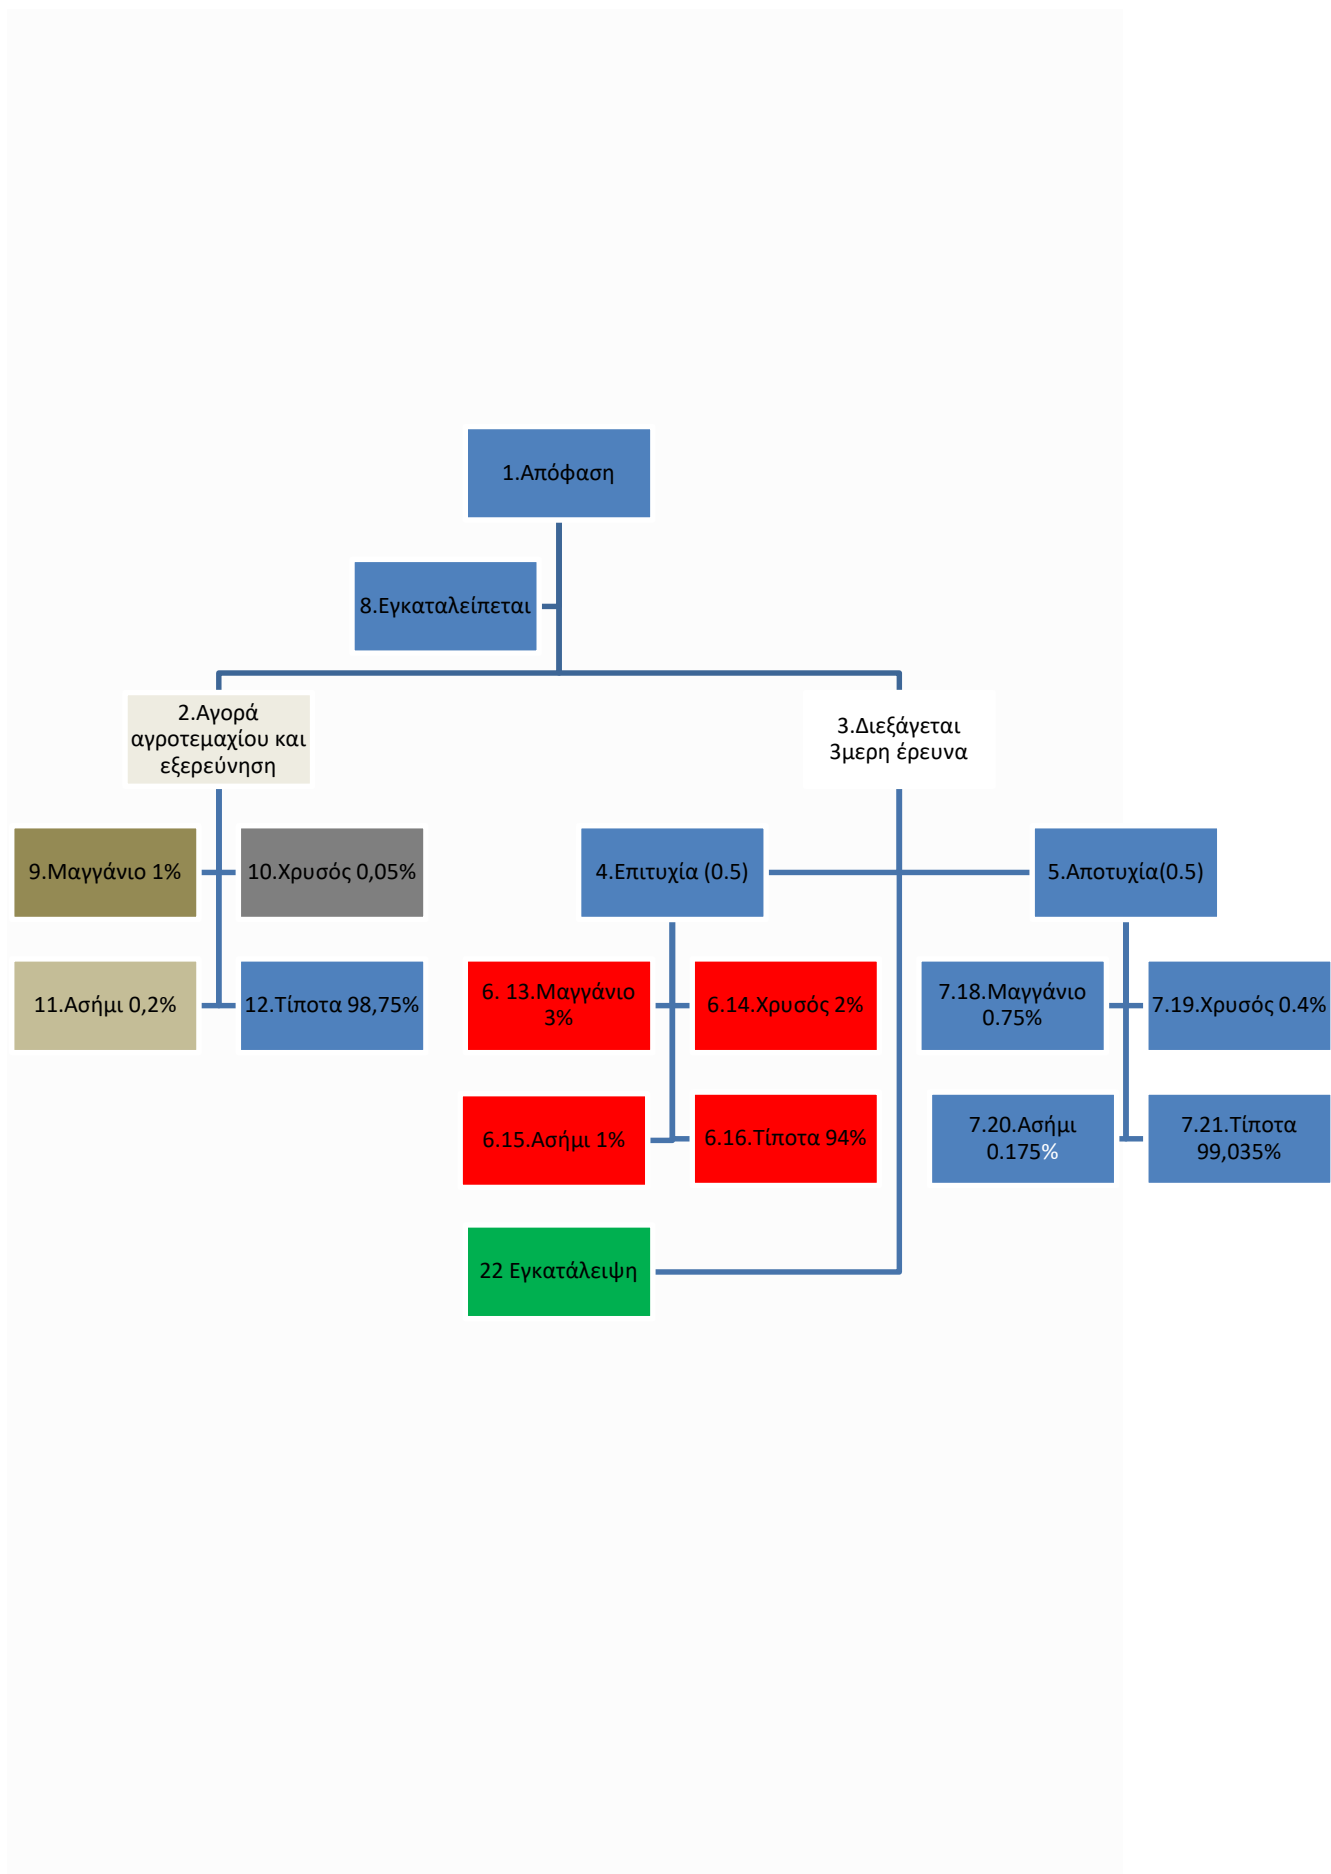 1.Απόφαση
8.Εγκαταλείπεται
2.Αγορά
αγροτεμαχίου και
εξερεύνηση
3.Διεξάγεται
3μερη έρευνα
9.Μαγγάνιο 1%
10.Χρυσός 0,05%
4.Επιτυχία (0.5)
5.Αποτυχία(0.5)
11.Ασήμι 0,2%
12.Τίποτα 98,75%
6. 13.Μαγγάνιο
3%
6.14.Χρυσός 2%
7.18.Μαγγάνιο
0.75%
7.19.Χρυσός 0.4%
6.15.Ασήμι 1%
6.16.Τίποτα 94%
7.20.Ασήμι
0.175%
7.21.Τίποτα
99,035%
22 Εγκατάλειψη